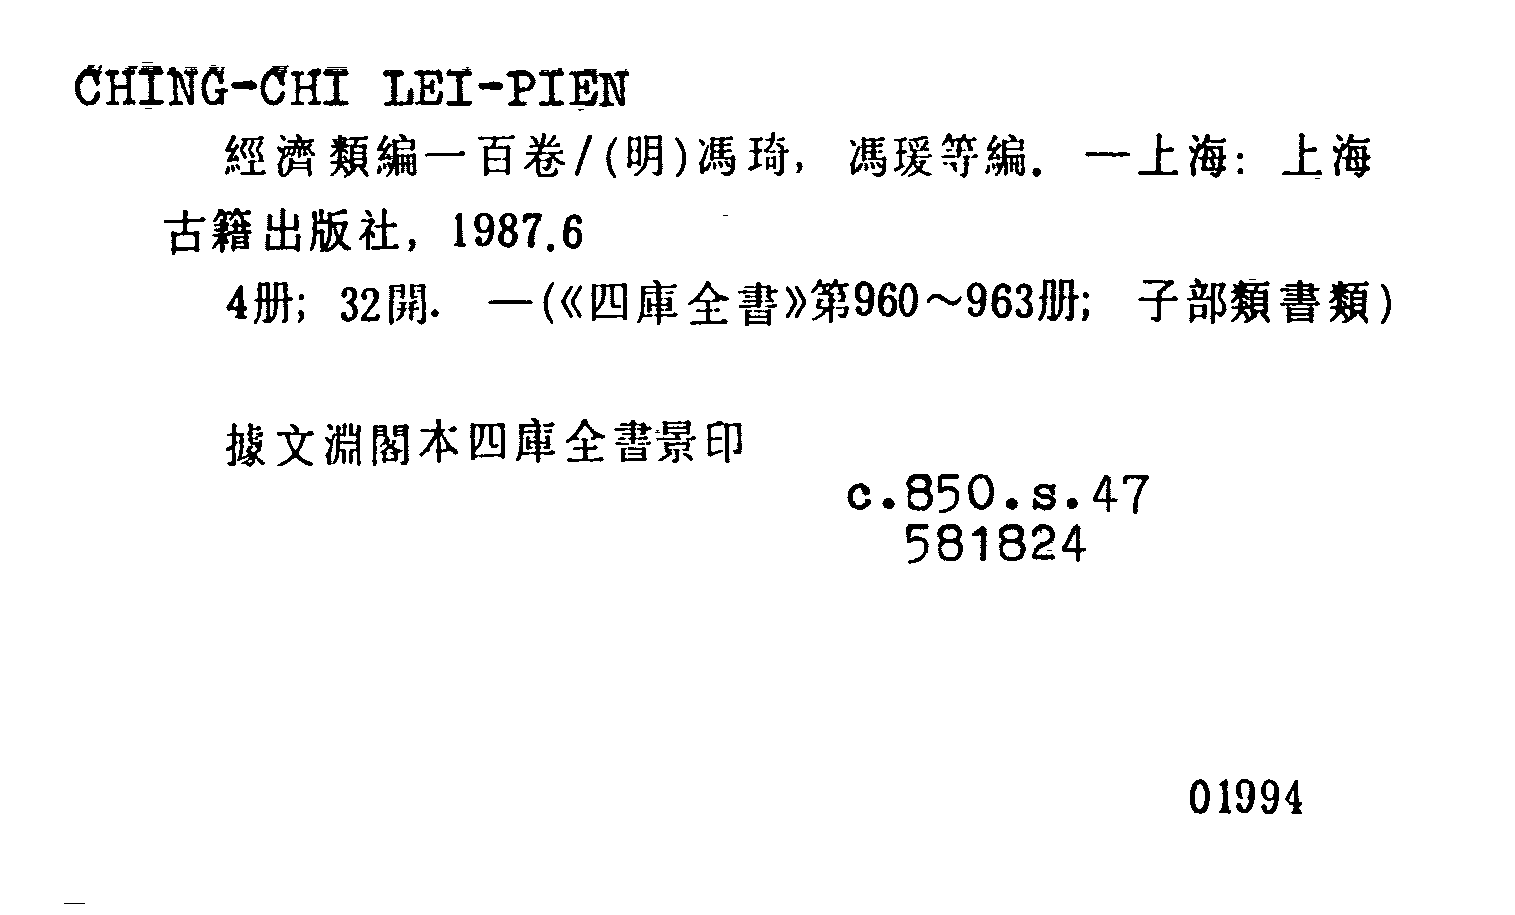 CHING-CHI LEI-PIEN
經濟類編一百卷/(明)馮琦, 馮瑗等編. —上海: 上海
古籍出版社, 1987.6
4册; 32開. —(《四庫全書》第960～963册; 子部類書類)
據文淵閣本四庫全書景印
c.850.s.47
581824
01994